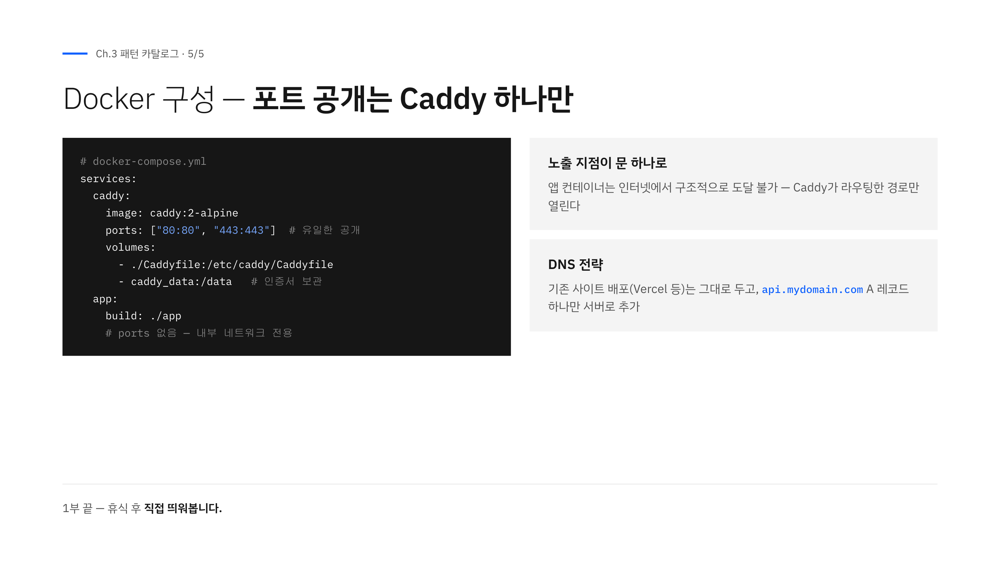 Ch.3 패턴 카탈로그 · 5/5
Docker 구성 — 포트 공개는 Caddy 하나만
# docker-compose.yml
services:
  caddy:
    image: caddy:2-alpine
    ports: ["80:80", "443:443"]  # 유일한 공개
    volumes:
      - ./Caddyfile:/etc/caddy/Caddyfile
      - caddy_data:/data   # 인증서 보관
  app:
    build: ./app
    # ports 없음 — 내부 네트워크 전용
노출 지점이 문 하나로
앱 컨테이너는 인터넷에서 구조적으로 도달 불가 — Caddy가 라우팅한 경로만
열린다
DNS 전략
기존 사이트 배포(Vercel 등)는 그대로 두고, api.mydomain.com A 레코드
하나만 서버로 추가
1부 끝 — 휴식 후 직접 띄워봅니다.